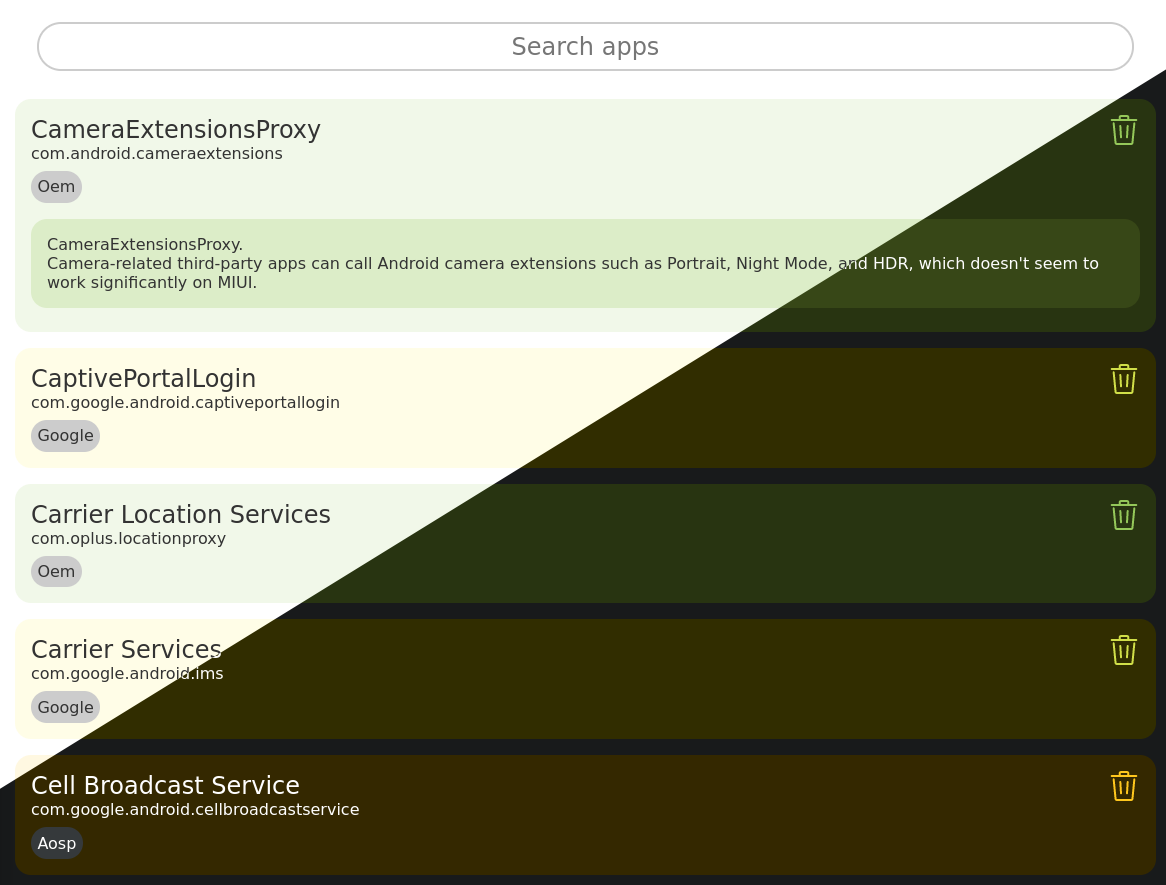 Search apps
CameraExtensionsProxy
com.android.cameraextensions
Oem
CameraExtensionsProxy.
Camera-related third-party apps can call Android camera extensions such as Portrait, Night Mode, and HDR, which doesn't seem to
work significantly on MIUI.
CaptivePortalLogin
com.google.android.captiveportallogin
Google
Carrier Location Services
com.oplus.locationproxy
Oem
Carrier Services
com.google.android.ims
Google
Cell Broadcast Service
com.google.android.cellbroadcastservice
Aosp